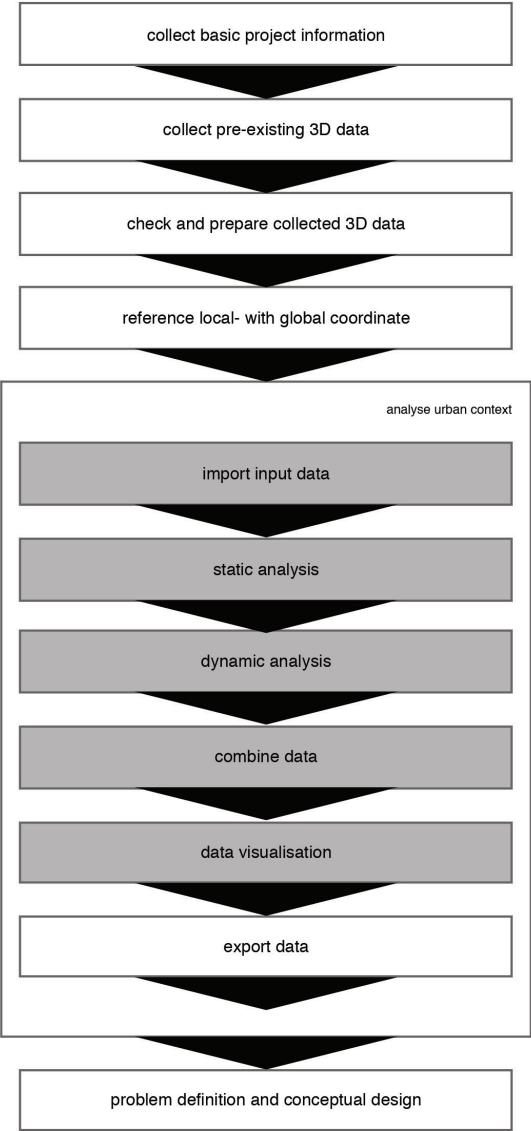 collect basic project information
collect pre-existing 3D data
check and prepare collected 3D data
reference local- with global coordinate
analyse urban context
import input data
static analysis
dynamic analysis
combine data
data visualisation
export data
problem definition and conceptual design